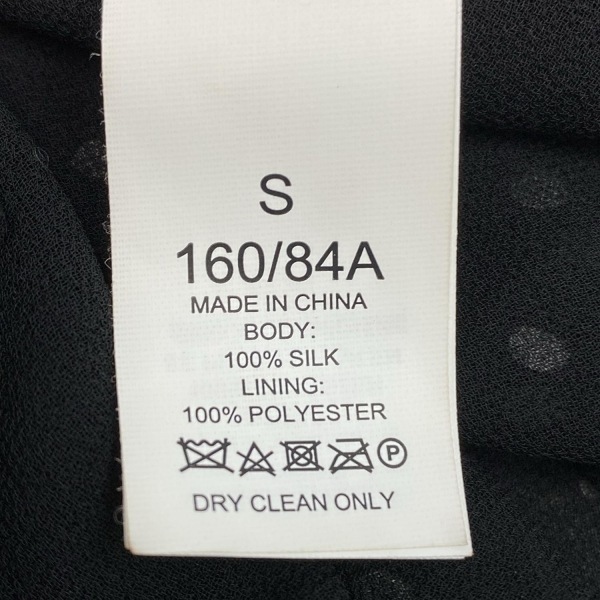 S
160/84A
MADE IN CHINA
BODY:
100% SILK
LINING:
100% POLYESTER
P
DRY CLEAN ONLY